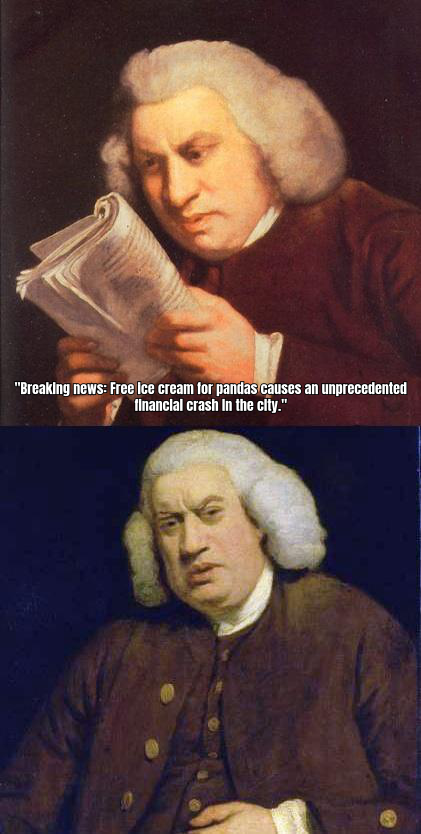 "Breaking news: Free ice cream for pandas causes an unprecedented
financial crash in the city."